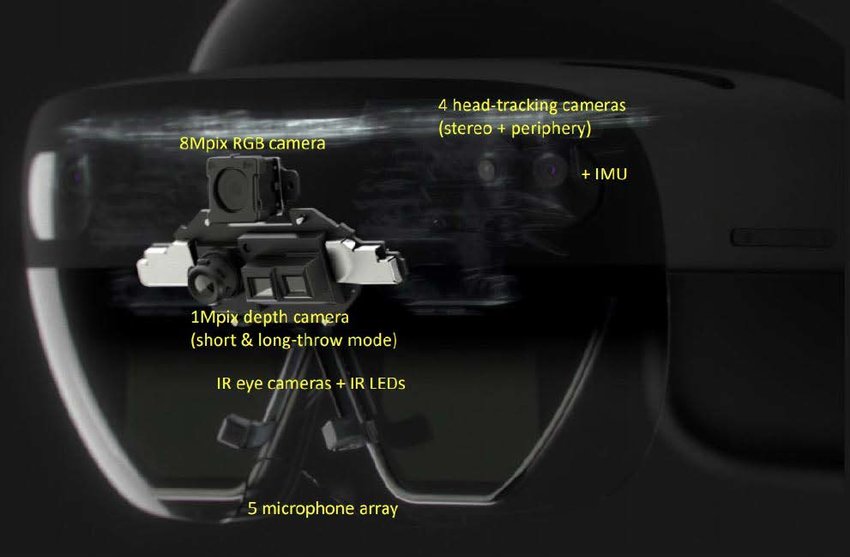 4 head-tracking cameras
(stereo + periphery)
8Mpix RGB camera
+ IMU
1Mpix depth camera
(short & long-throw mode)
IR eye cameras + IR LEDs
5 microphone array